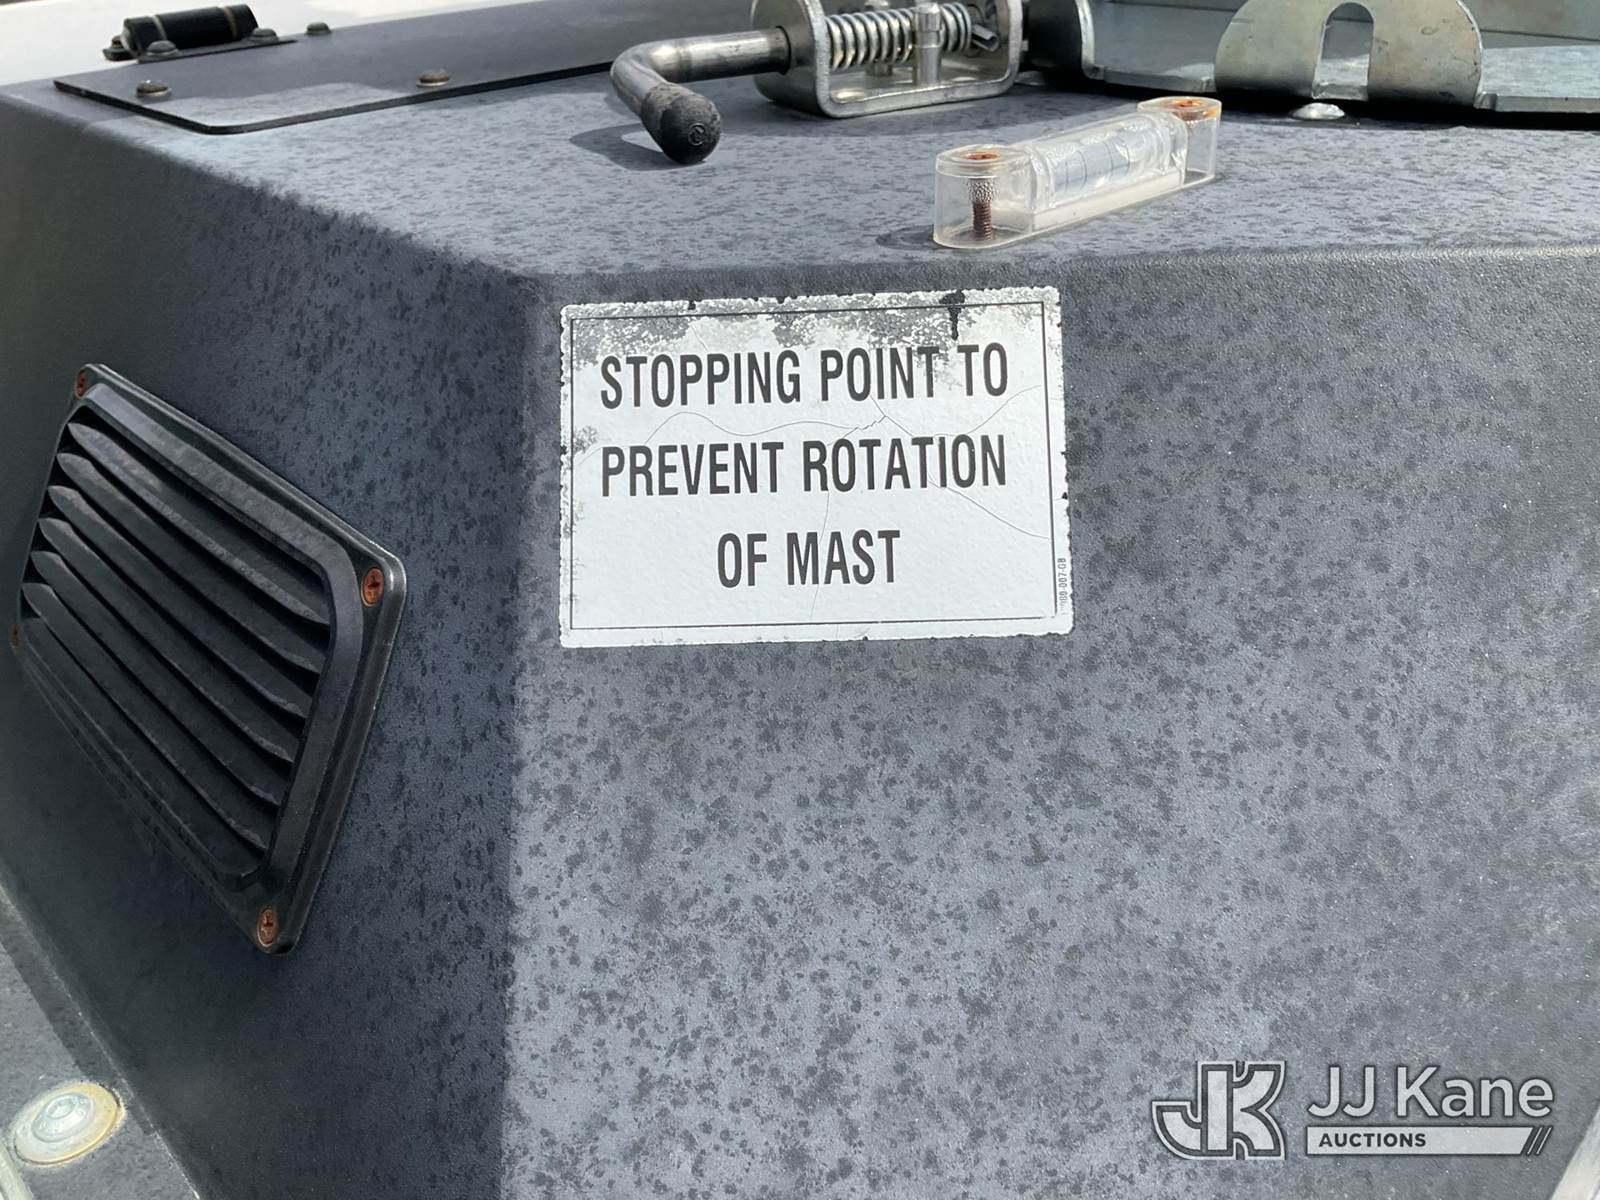 STOPPING POINT TO
PREVENT ROTATION
OF MAST
JJ Kane
AUCTIONS